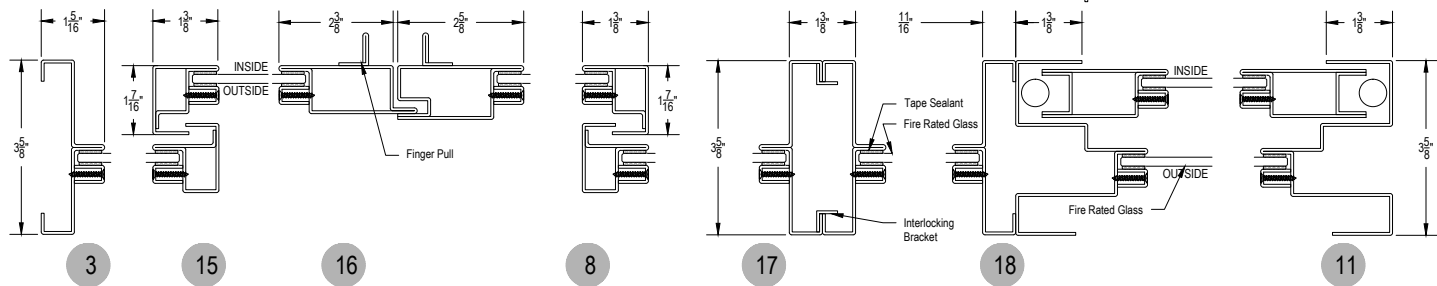 1 5/16"
1 3/8"
2 3/8"
2 5/8"
1 3/8"
1 3/8"
11/16"
1 3/8"
1 3/8"
INSIDE
OUTSIDE
INSIDE
OUTSIDE
1 7/16"
1 7/16"
3 5/8"
3 5/8"
3 5/8"
Tape Sealant
Fire Rated Glass
Finger Pull
Interlocking
Bracket
Fire Rated Glass
3
15
16
8
17
18
11